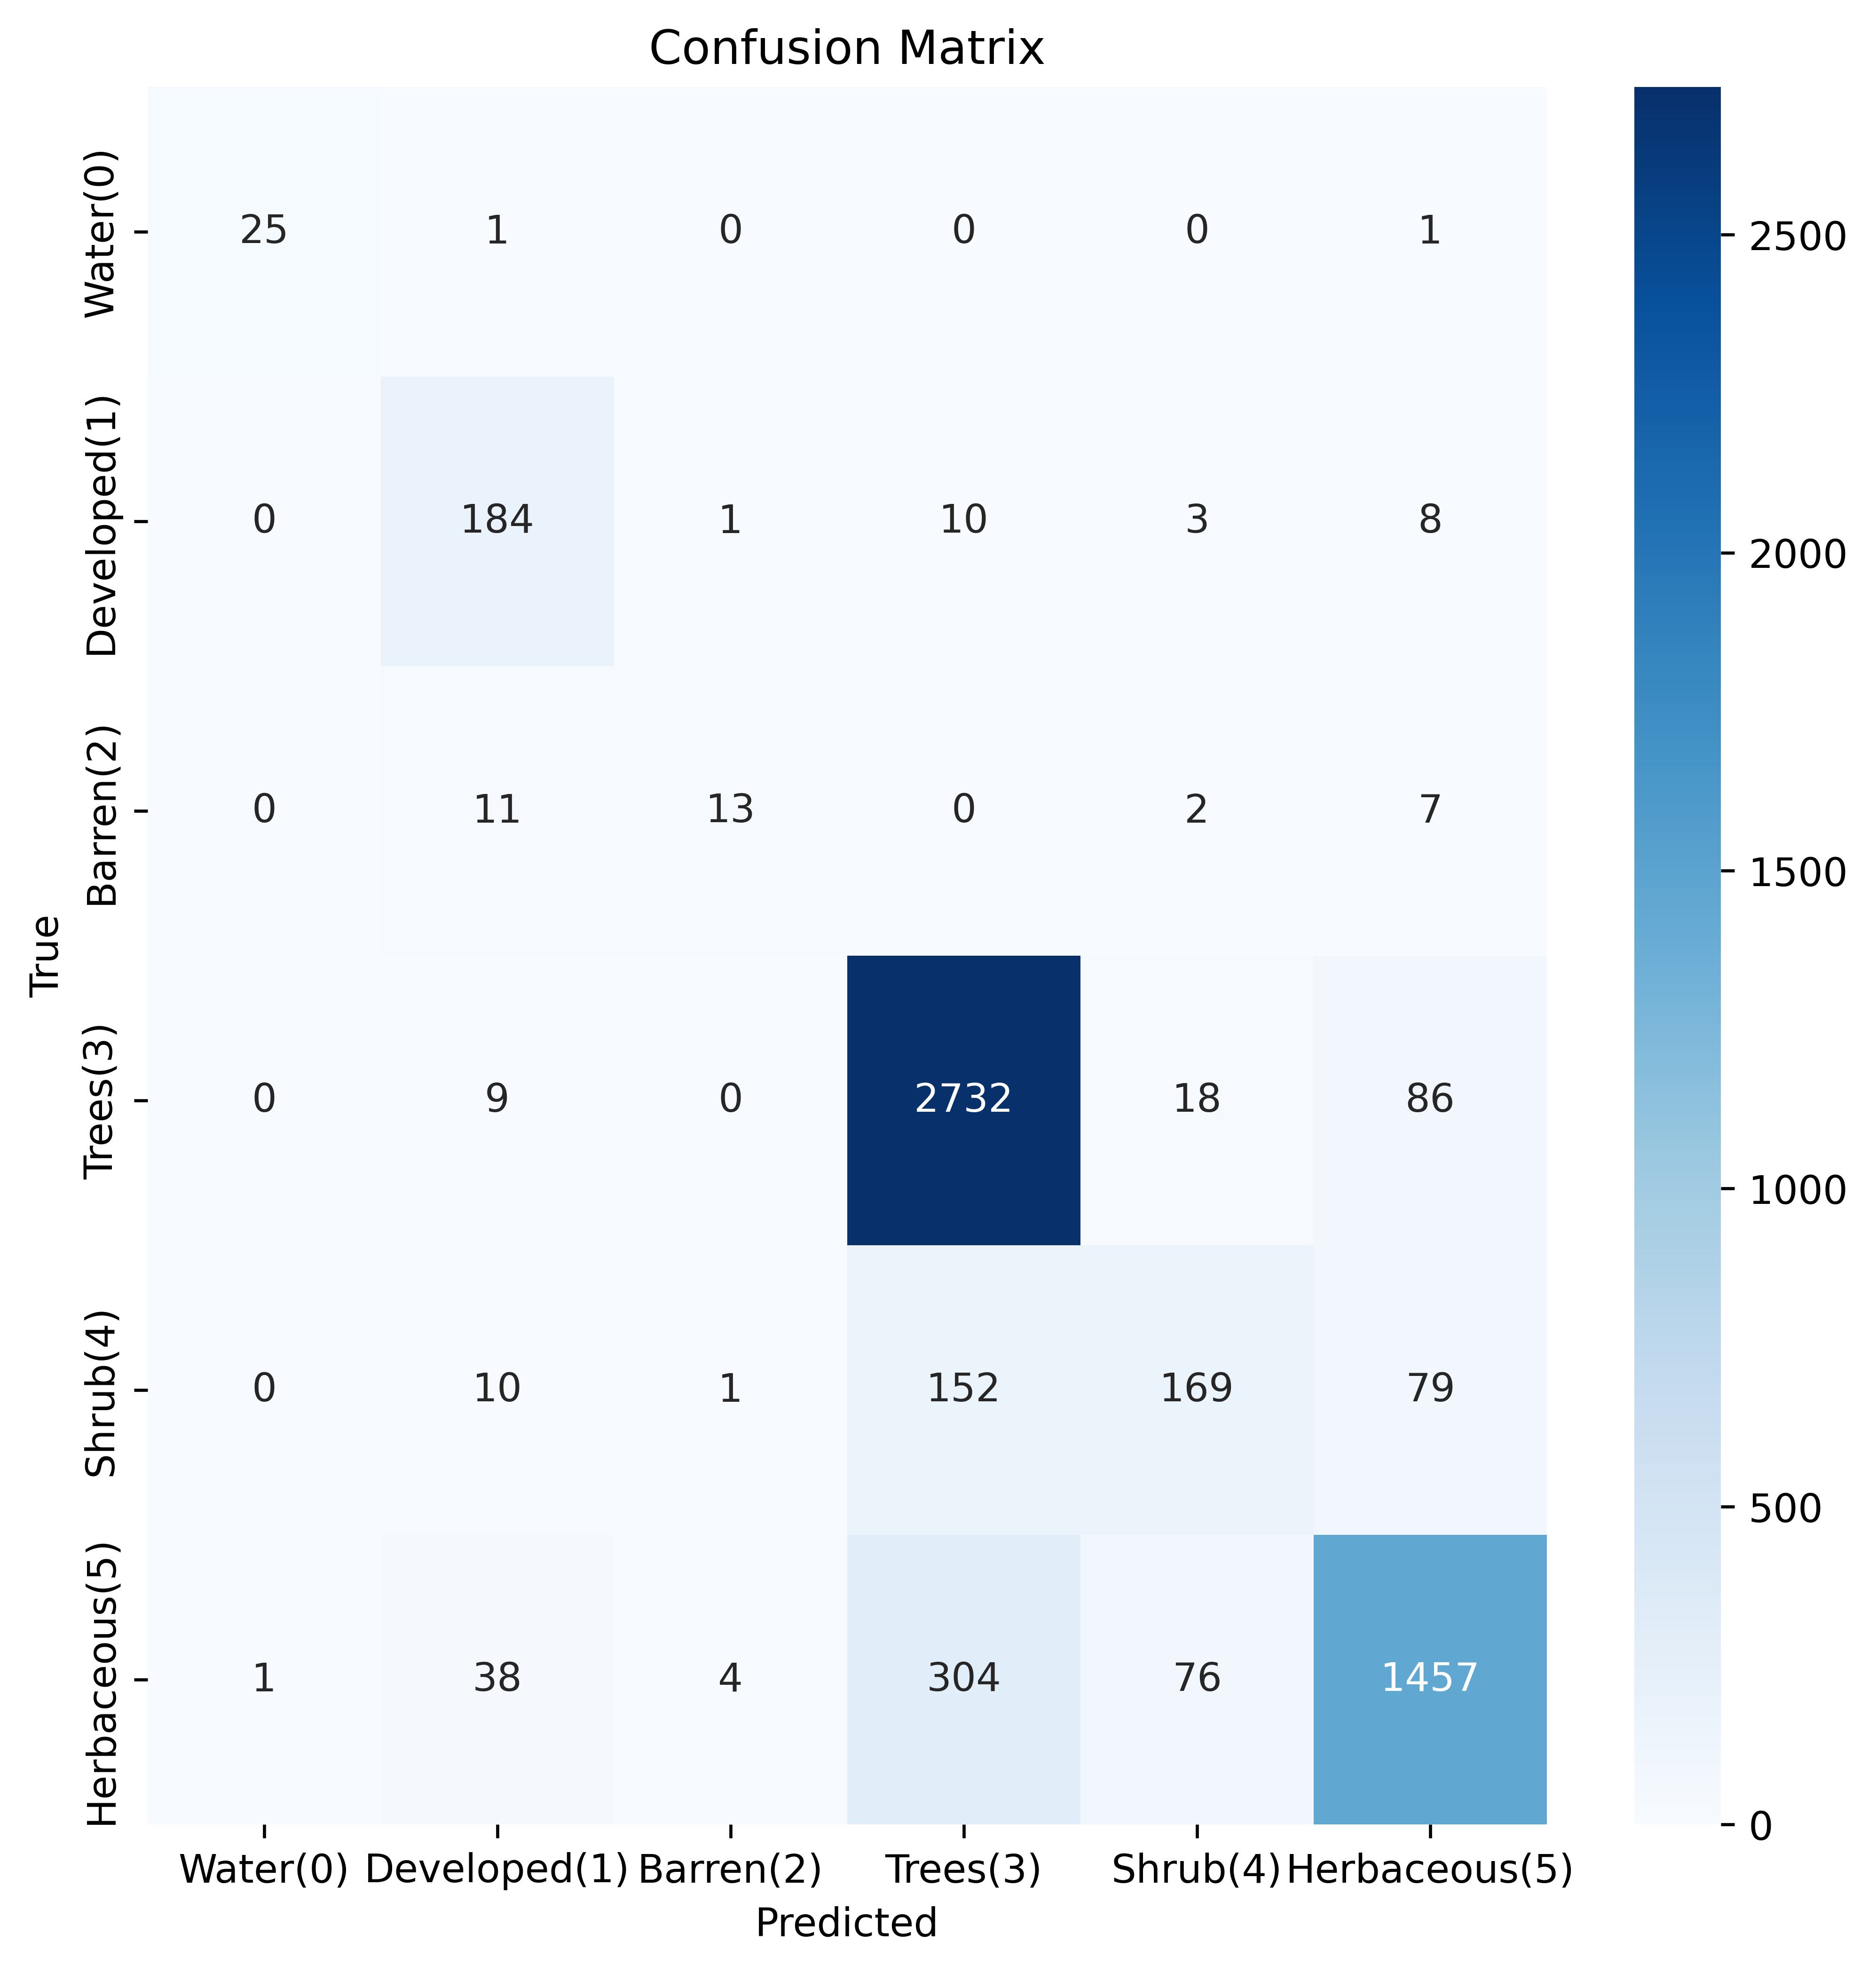 Confusion Matrix
Water(0) 25 1 0 0 0 1
Developed(1) 0 184 1 10 3 8
Barren(2) 0 11 13 0 2 7
Trees(3) 0 9 0 2732 18 86
Shrub(4) 0 10 1 152 169 79
Herbaceous(5) 1 38 4 304 76 1457
Water(0) Developed(1) Barren(2) Trees(3) Shrub(4) Herbaceous(5)
Predicted
True
2500
2000
1500
1000
500
0